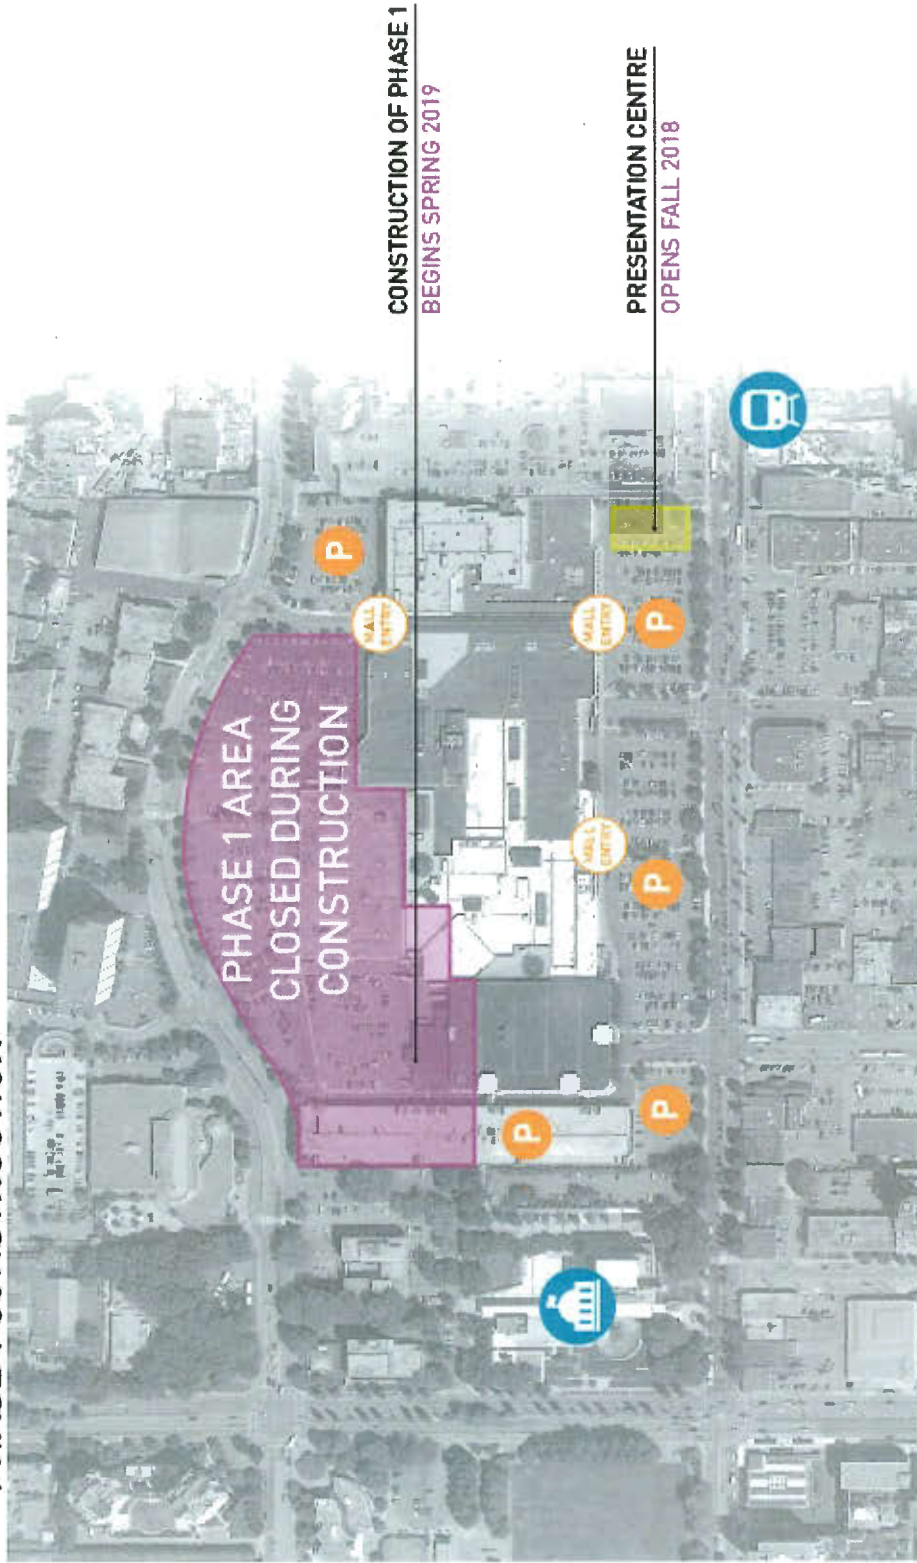 CONSTRUCTION OF PHASE 1
BEGINS SPRING 2019
PRESENTATION CENTRE
OPENS FALL 2018
PHASE 1 AREA
CLOSED DURING
CONSTRUCTION
P
MALL
ENTRY
MALL
ENTRY
P
MALL
ENTRY
P
P
P